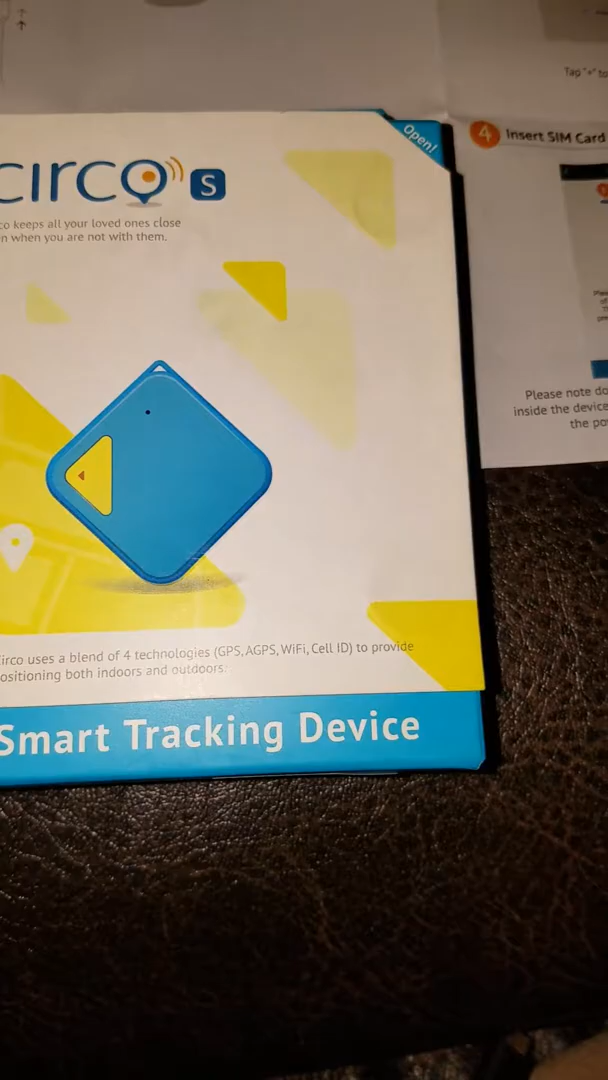 Tap "+" to
Open!
4 Insert SIM Card
circo S
co keeps all your loved ones close
n when you are not with them.
Please note do
inside the device
the po
irco uses a blend of 4 technologies (GPS, AGPS, WiFi, Cell ID) to provide
ositioning both indoors and outdoors.
Smart Tracking Device